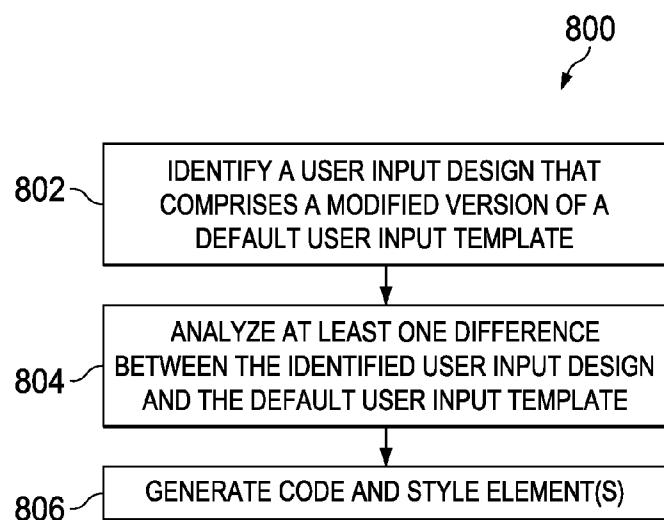 800
802
IDENTIFY A USER INPUT DESIGN THAT
COMPRISES A MODIFIED VERSION OF A
DEFAULT USER INPUT TEMPLATE
804
ANALYZE AT LEAST ONE DIFFERENCE
BETWEEN THE IDENTIFIED USER INPUT DESIGN
AND THE DEFAULT USER INPUT TEMPLATE
806
GENERATE CODE AND STYLE ELEMENT(S)